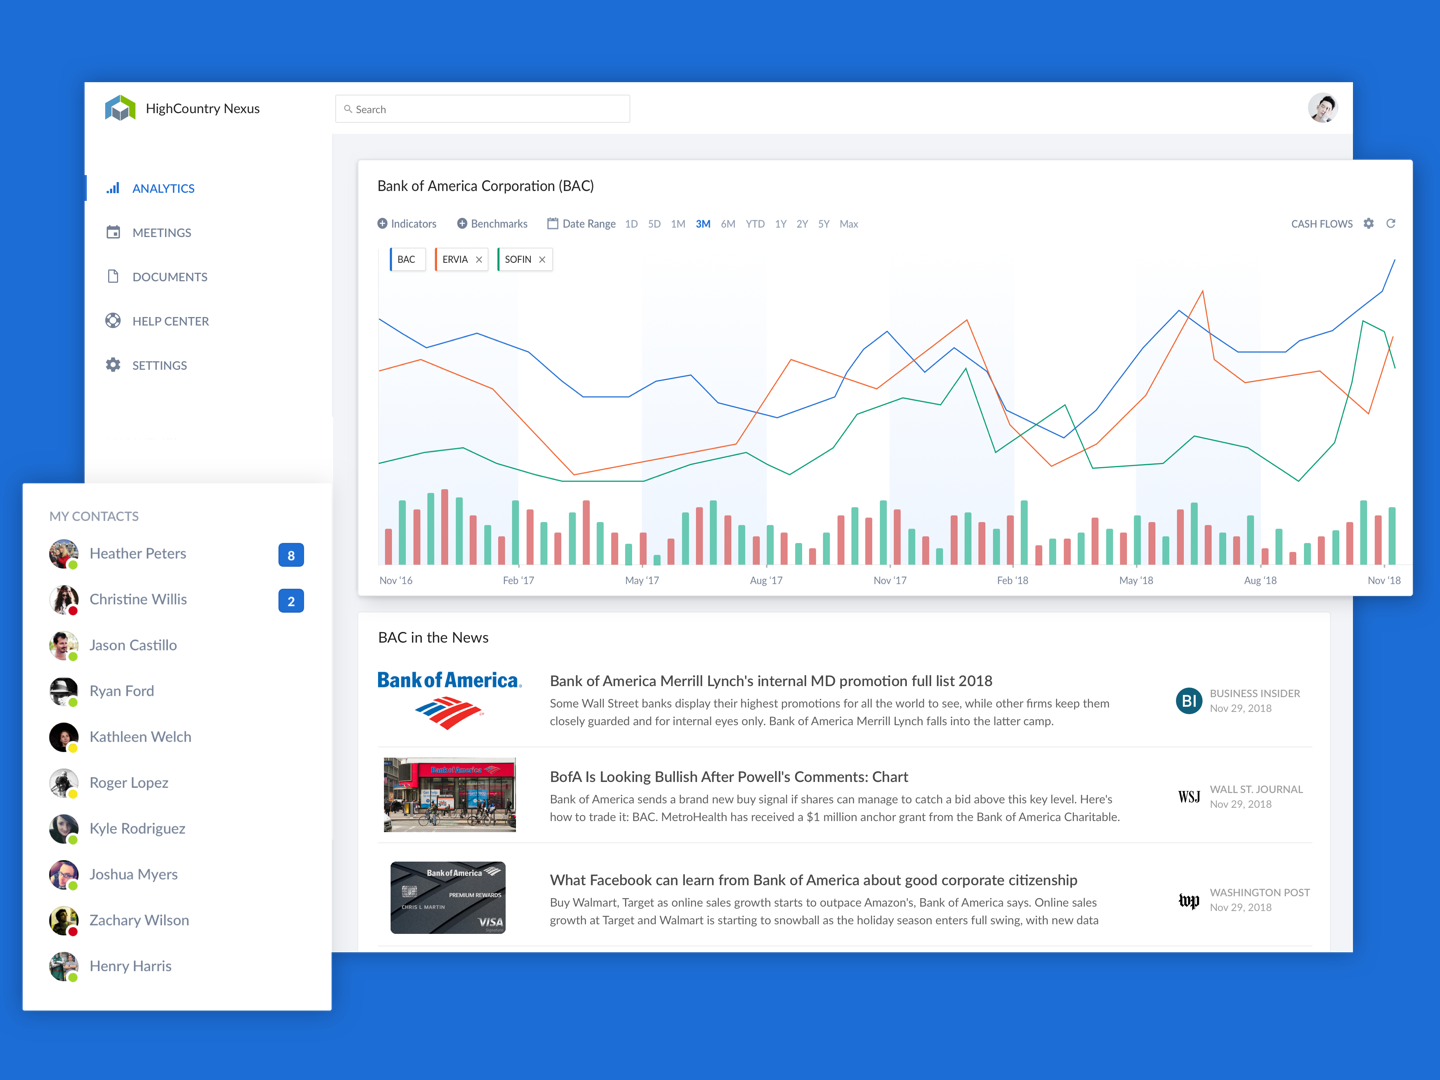 HighCountry Nexus
Search
ANALYTICS
MEETINGS
DOCUMENTS
HELP CENTER
SETTINGS
Bank of America Corporation (BAC)
Indicators Benchmarks Date Range 1D 5D 1M 3M 6M YTD 1Y 2Y 5Y Max CASH FLOWS
BAC ERVIA × SOFIN ×
Nov '16 Feb '17 May '17 Aug '17 Nov '17 Feb '18 May '18 Aug '18 Nov '18
MY CONTACTS
Heather Peters 8
Christine Willis 2
Jason Castillo
Ryan Ford
Kathleen Welch
Roger Lopez
Kyle Rodriguez
Joshua Myers
Zachary Wilson
Henry Harris
BAC in the News
Bank of America
Bank of America Merrill Lynch's internal MD promotion full list 2018
Some Wall Street banks display their highest promotions for all the world to see, while other firms keep them
closely guarded and for internal eyes only. Bank of America Merrill Lynch falls into the latter camp.
BI
BUSINESS INSIDER
Nov 29, 2018
Bank of America
BofA Is Looking Bullish After Powell's Comments: Chart
Bank of America sends a brand new buy signal if shares can manage to catch a bid above this key level. Here's
how to trade it: BAC. MetroHealth has received a $1 million anchor grant from the Bank of America Charitable.
WSJ
WALL ST. JOURNAL
Nov 29, 2018
Bank of America
PREMIUM REWARDS
CHRIS L MARTIN
VISA
What Facebook can learn from Bank of America about good corporate citizenship
Buy Walmart, Target as online sales growth starts to outpace Amazon's, Bank of America says. Online sales
growth at Target and Walmart is starting to snowball as the holiday season enters full swing, with new data
wp
WASHINGTON POST
Nov 29, 2018